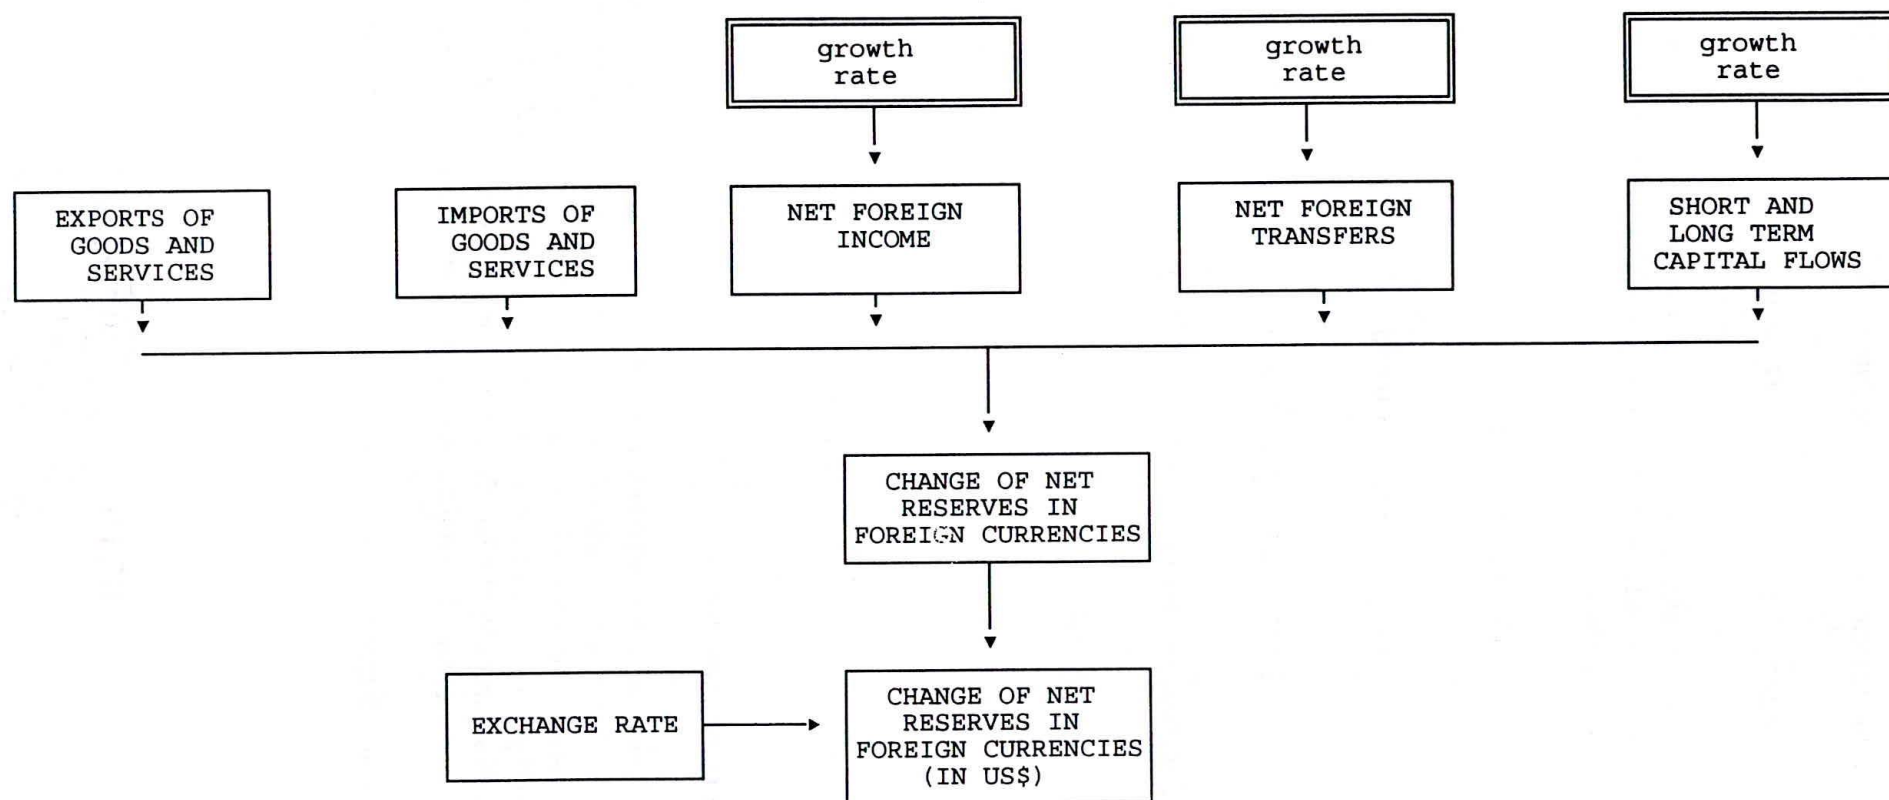 growth
rate
growth
rate
growth
rate
EXPORTS OF
GOODS AND
SERVICES
IMPORTS OF
GOODS AND
SERVICES
NET FOREIGN
INCOME
NET FOREIGN
TRANSFERS
SHORT AND
LONG TERM
CAPITAL FLOWS
CHANGE OF NET
RESERVES IN
FOREIGN CURRENCIES
EXCHANGE RATE
CHANGE OF NET
RESERVES IN
FOREIGN CURRENCIES
(IN US$)